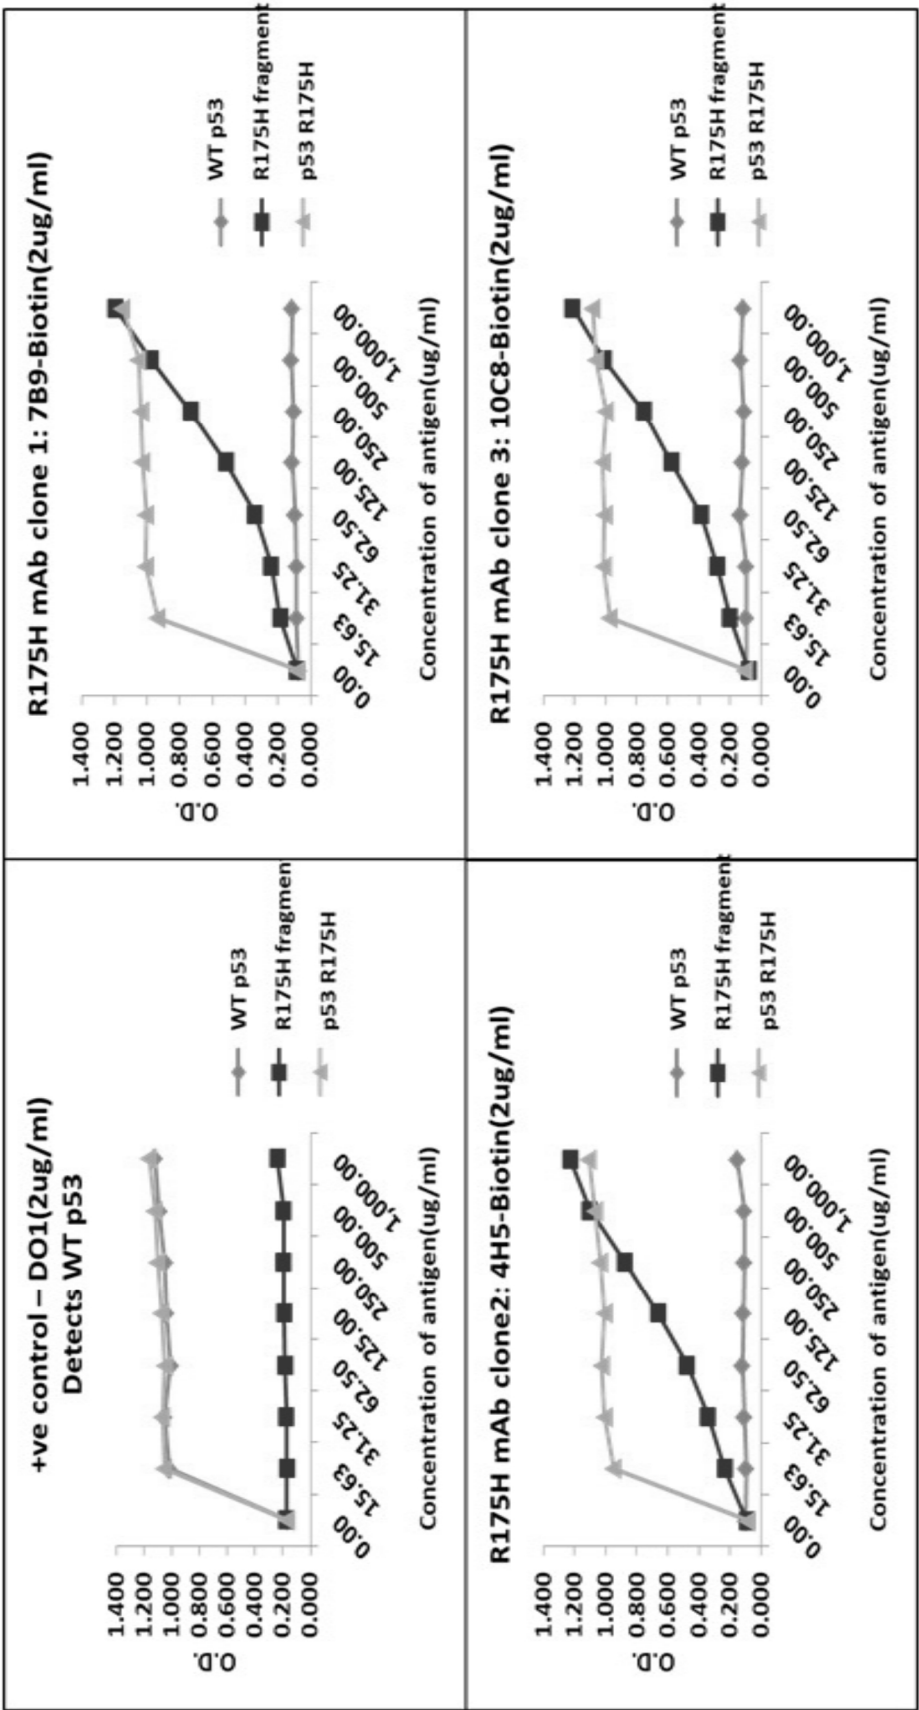 +ve control – DO1(2ug/ml)
Detects WT p53
O.D.
1.400
1.200
1.000
0.800
0.600
0.400
0.200
0.000
0.00
15.63
31.25
62.50
125.00
250.00
500.00
1,000.00
Concentration of antigen(ug/ml)
WT p53
R175H fragmen
p53 R175H
R175H mAb clone 1: 7B9-Biotin(2ug/ml)
O.D.
1.400
1.200
1.000
0.800
0.600
0.400
0.200
0.000
0.00
15.63
31.25
62.50
125.00
250.00
500.00
1,000.00
Concentration of antigen(ug/ml)
WT p53
R175H fragment
p53 R175H
R175H mAb clone2: 4H5-Biotin(2ug/ml)
O.D.
1.400
1.200
1.000
0.800
0.600
0.400
0.200
0.000
0.00
15.63
31.25
62.50
125.00
250.00
500.00
1,000.00
Concentration of antigen(ug/ml)
WT p53
R175H fragment
p53 R175H
R175H mAb clone 3: 10C8-Biotin(2ug/ml)
O.D.
1.400
1.200
1.000
0.800
0.600
0.400
0.200
0.000
0.00
15.63
31.25
62.50
125.00
250.00
500.00
1,000.00
Concentration of antigen(ug/ml)
WT p53
R175H fragment
p53 R175H